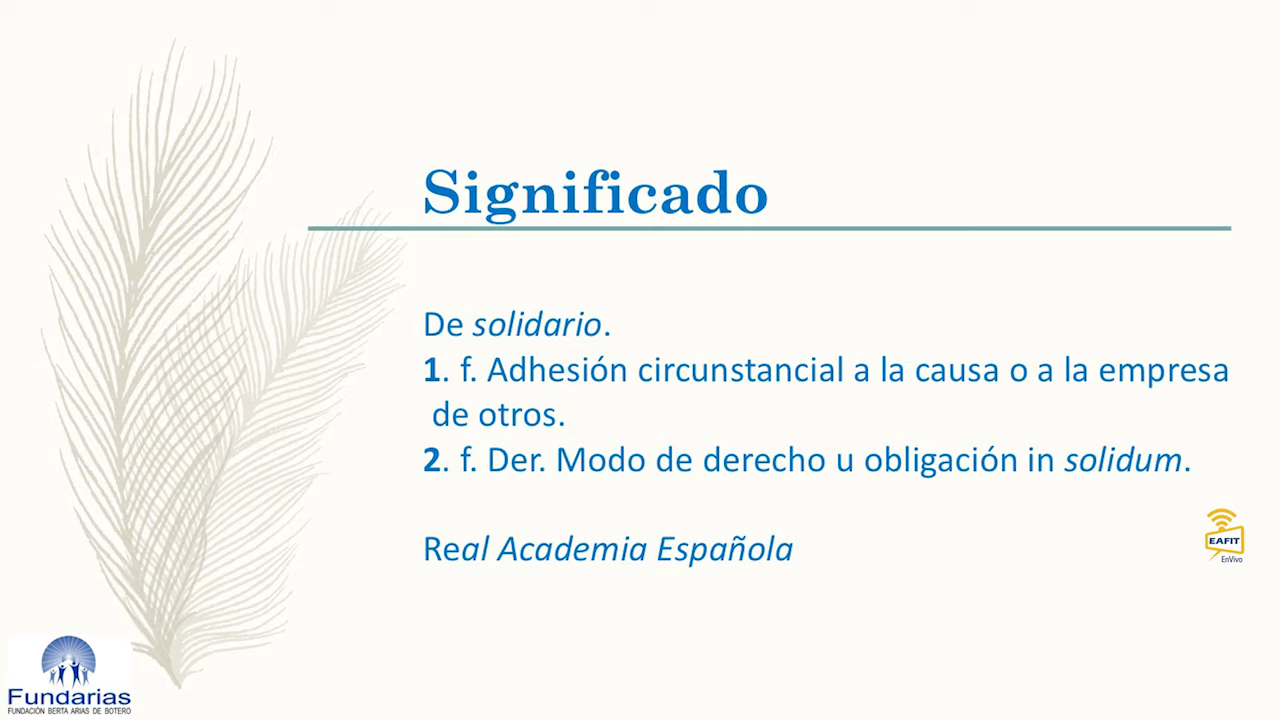 Significado
De solidario.
1. f. Adhesión circunstancial a la causa o a la empresa
de otros.
2. f. Der. Modo de derecho u obligación in solidum.
Real Academia Española
EAFIT
EnVivo
Fundarias
FUNDACIÓN BERTA ARIAS DE BOTERO